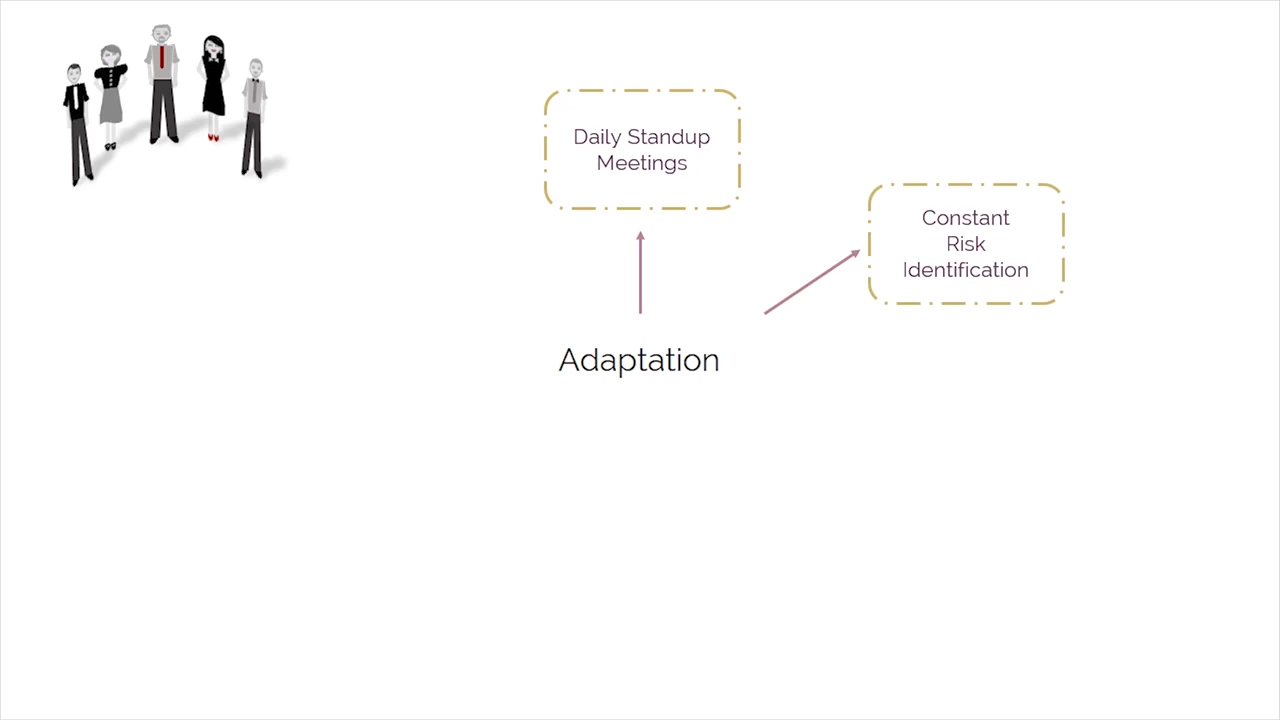 Daily Standup
Meetings
Constant
Risk
Identification
Adaptation